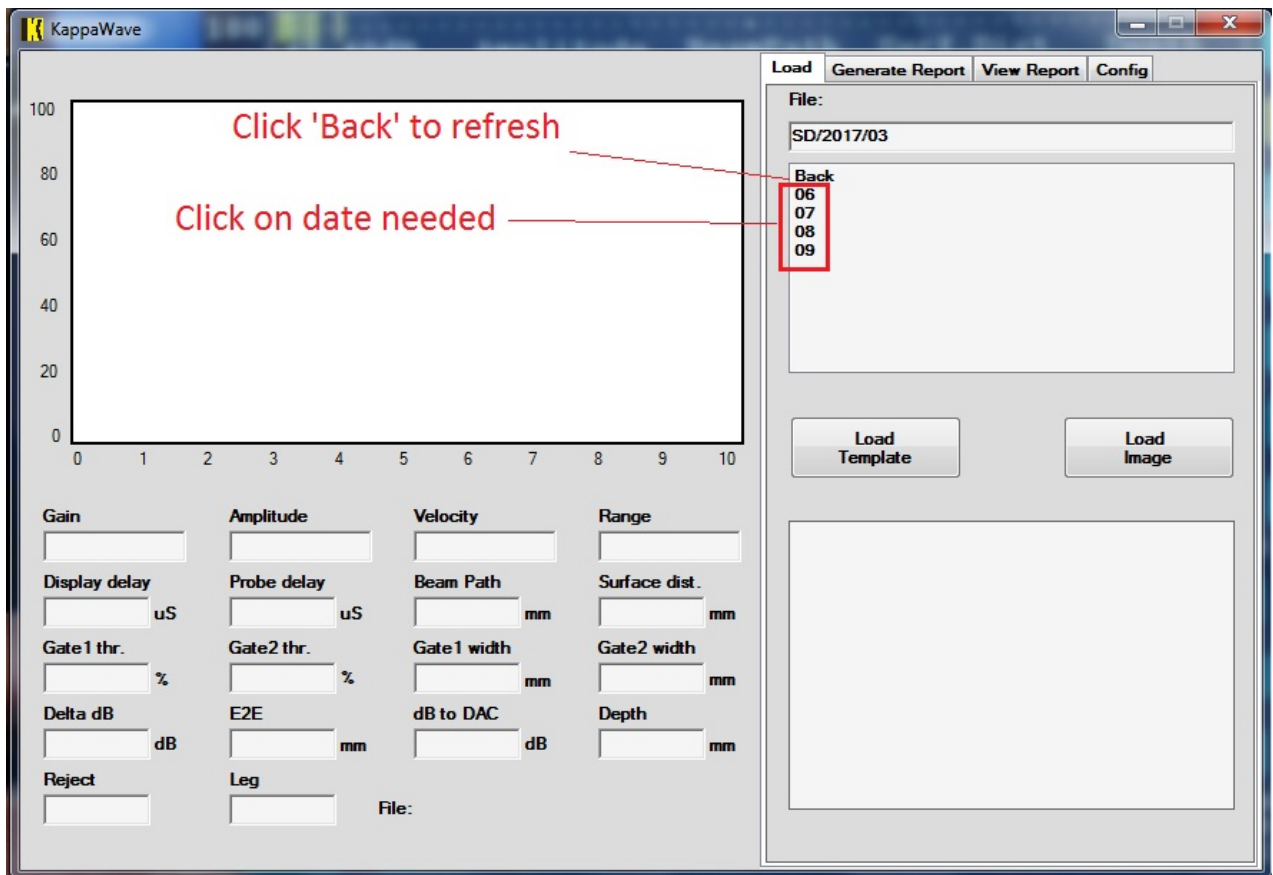 KappaWave
Load Generate Report View Report Config
File:
SD/2017/03
Back
06
07
08
09
Load Template
Load Image
100
80
60
40
20
0
0 1 2 3 4 5 6 7 8 9 10
Click 'Back' to refresh
Click on date needed
Gain Amplitude Velocity Range
Display delay Probe delay Beam Path Surface dist.
uS uS mm mm
Gate1 thr. Gate2 thr. Gate1 width Gate2 width
% % mm mm
Delta dB E2E dB to DAC Depth
dB mm dB mm
Reject Leg
File: